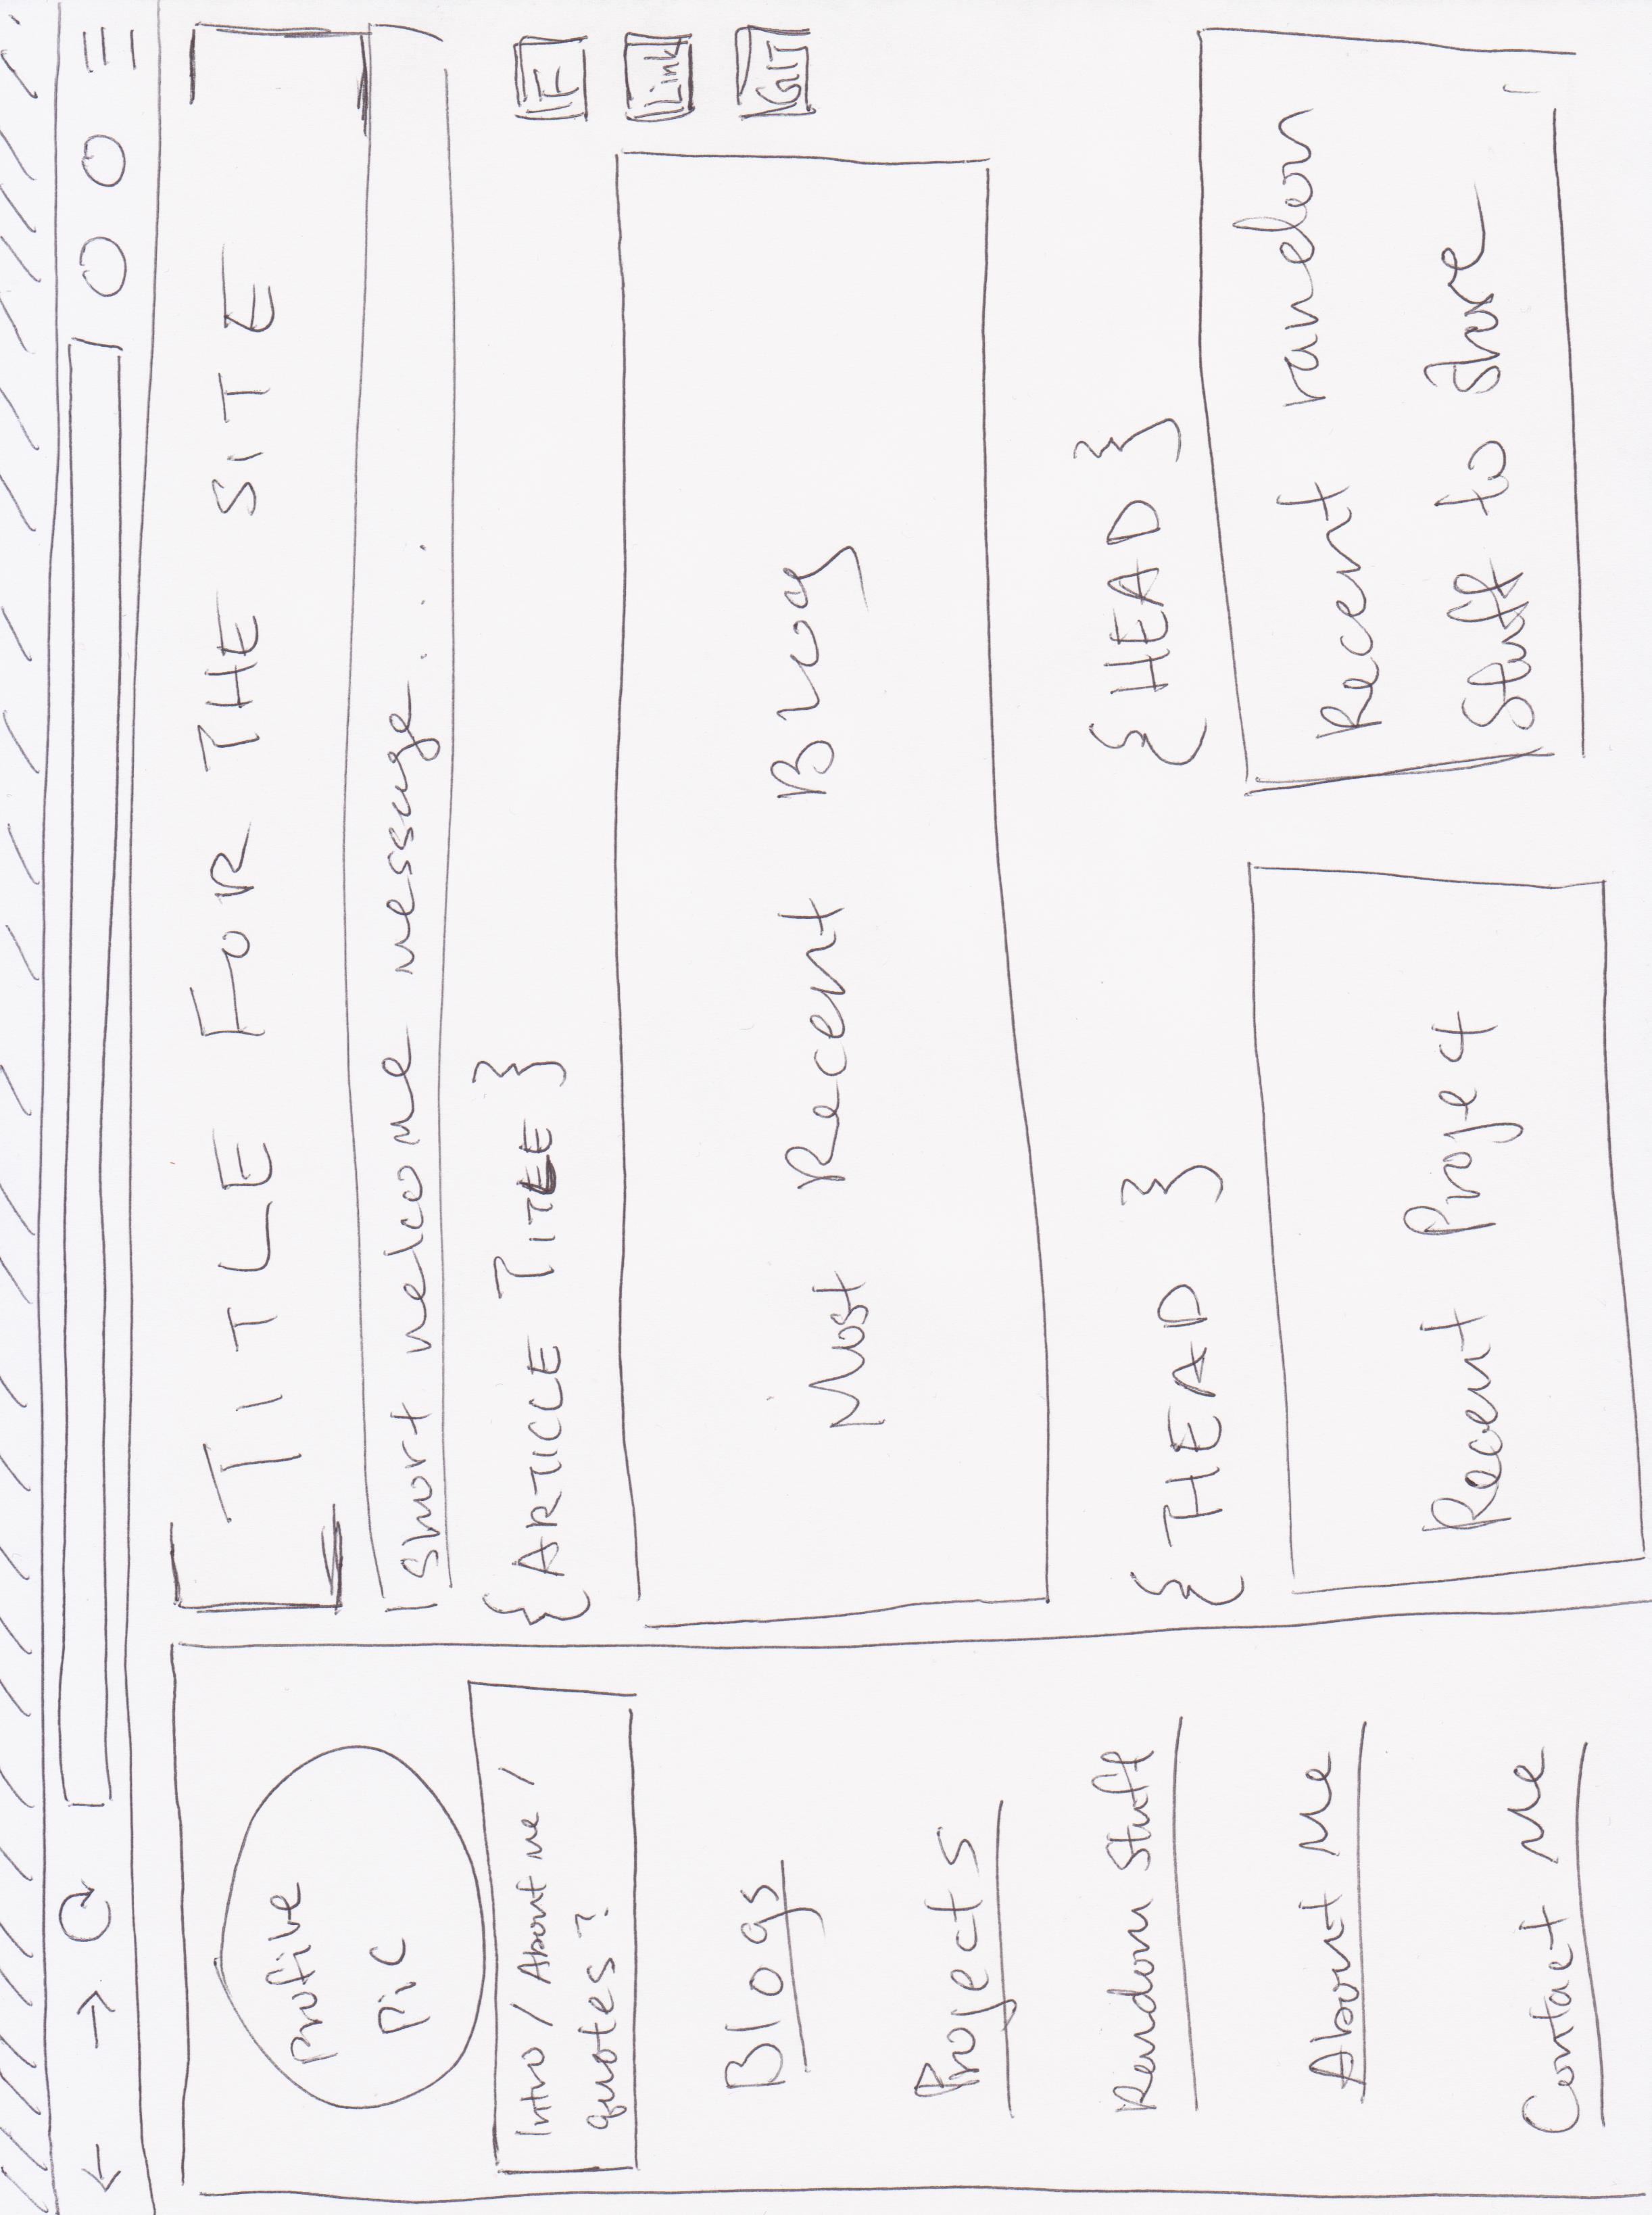 TITLE FOR THE SITE
short welcome message...
Profile
Pic
Intro / About me /
quotes?
Blogs
Projects
Random Stuff
About Me
Contact Me
{ARTICLE TITLE}
F
Link
GIT
Most Recent Blog
{HEAD}
Recent Project
{HEAD}
Recent random
Stuff to share